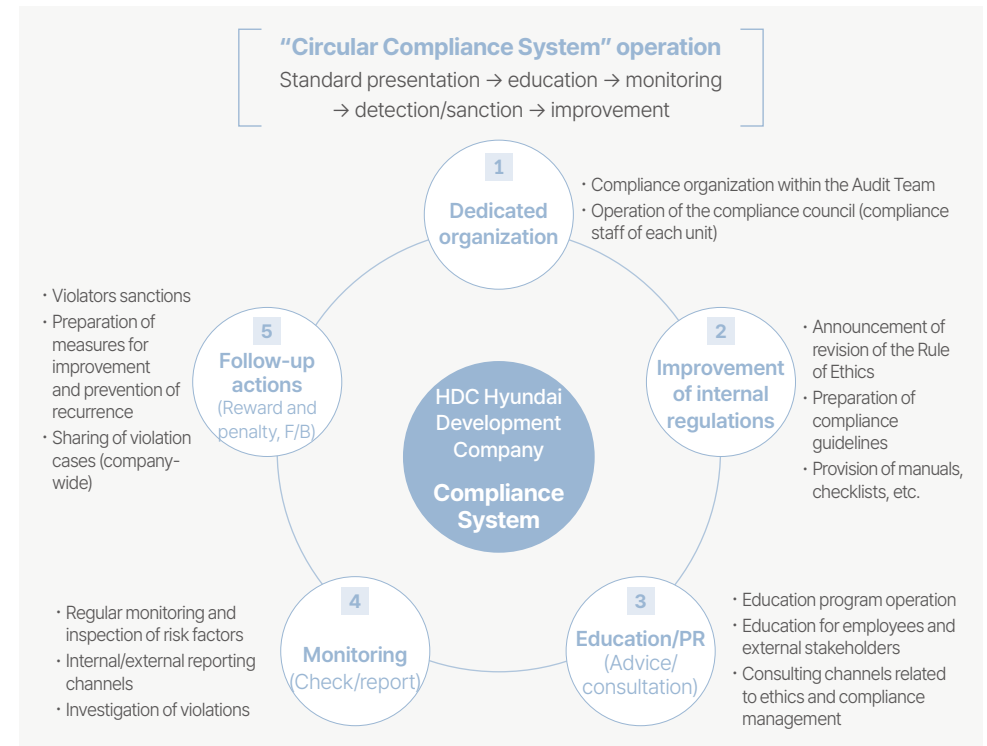 “Circular Compliance System” operation
Standard presentation → education → monitoring
→ detection/sanction → improvement
1
Dedicated
organization
· Compliance organization within the Audit Team
· Operation of the compliance council (compliance
staff of each unit)
2
Improvement
of internal
regulations
· Announcement of
revision of the Rule
of Ethics
· Preparation of
compliance
guidelines
· Provision of manuals,
checklists, etc.
3
Education/PR
(Advice/
consultation)
· Education program operation
· Education for employees and
external stakeholders
· Consulting channels related
to ethics and compliance
management
4
Monitoring
(Check/report)
· Regular monitoring and
inspection of risk factors
· Internal/external reporting
channels
· Investigation of violations
5
Follow-up
actions
(Reward and
penalty, F/B)
· Violators sanctions
· Preparation of
measures for
improvement
and prevention of
recurrence
· Sharing of violation
cases (company-
wide)
HDC Hyundai
Development
Company
Compliance
System